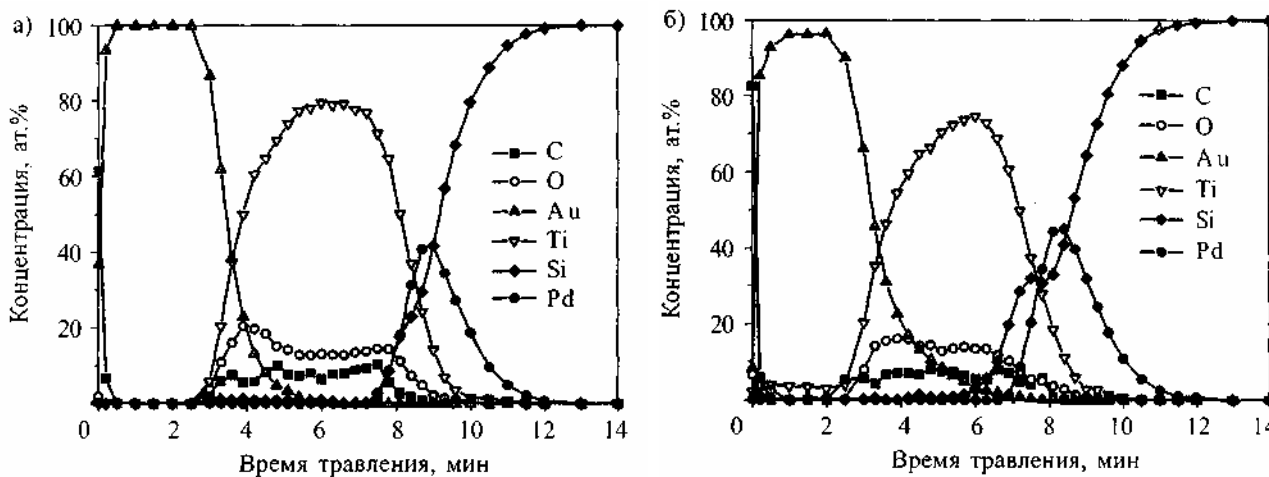 а)
Концентрация, ат.%
100
80
60
40
20
0
2
4
6
8
10
12
14
Время травления, мин
C
O
Au
Ti
Si
Pd
б)
Концентрация, ат.%
100
80
60
40
20
0
2
4
6
8
10
12
14
Время травления, мин
C
O
Au
Ti
Si
Pd